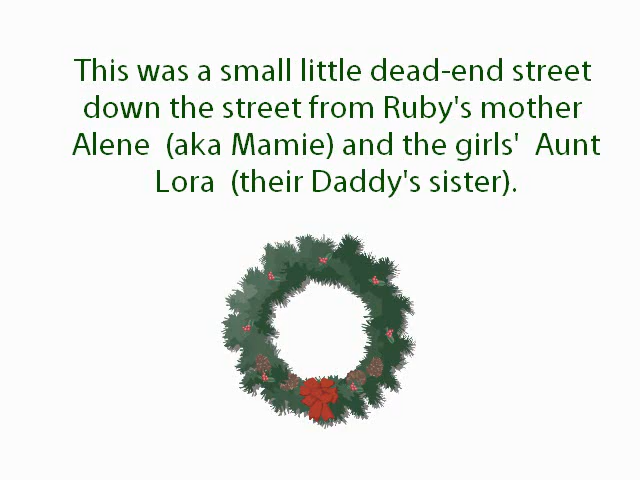 This was a small little dead-end street
down the street from Ruby's mother
Alene  (aka Mamie) and the girls'  Aunt
Lora  (their Daddy's sister).